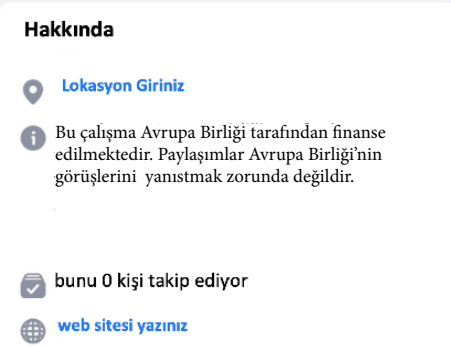 Hakkında
Lokasyon Giriniz
Bu çalışma Avrupa Birliği tarafından finanse
edilmektedir. Paylaşımlar Avrupa Birliği’nin
görüşlerini yanıstmak zorunda değildir.
bunu 0 kişi takip ediyor
web sitesi yazınız